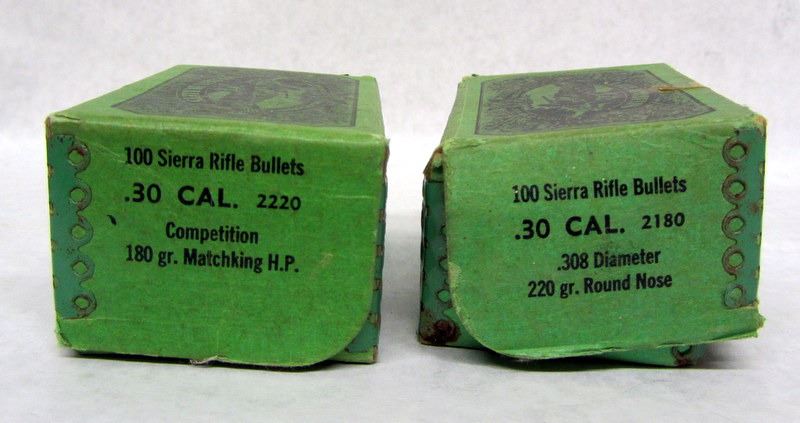 100 Sierra Rifle Bullets
.30 CAL. 2220
Competition
180 gr. Matchking H.P.
100 Sierra Rifle Bullets
.30 CAL. 2180
.308 Diameter
220 gr. Round Nose